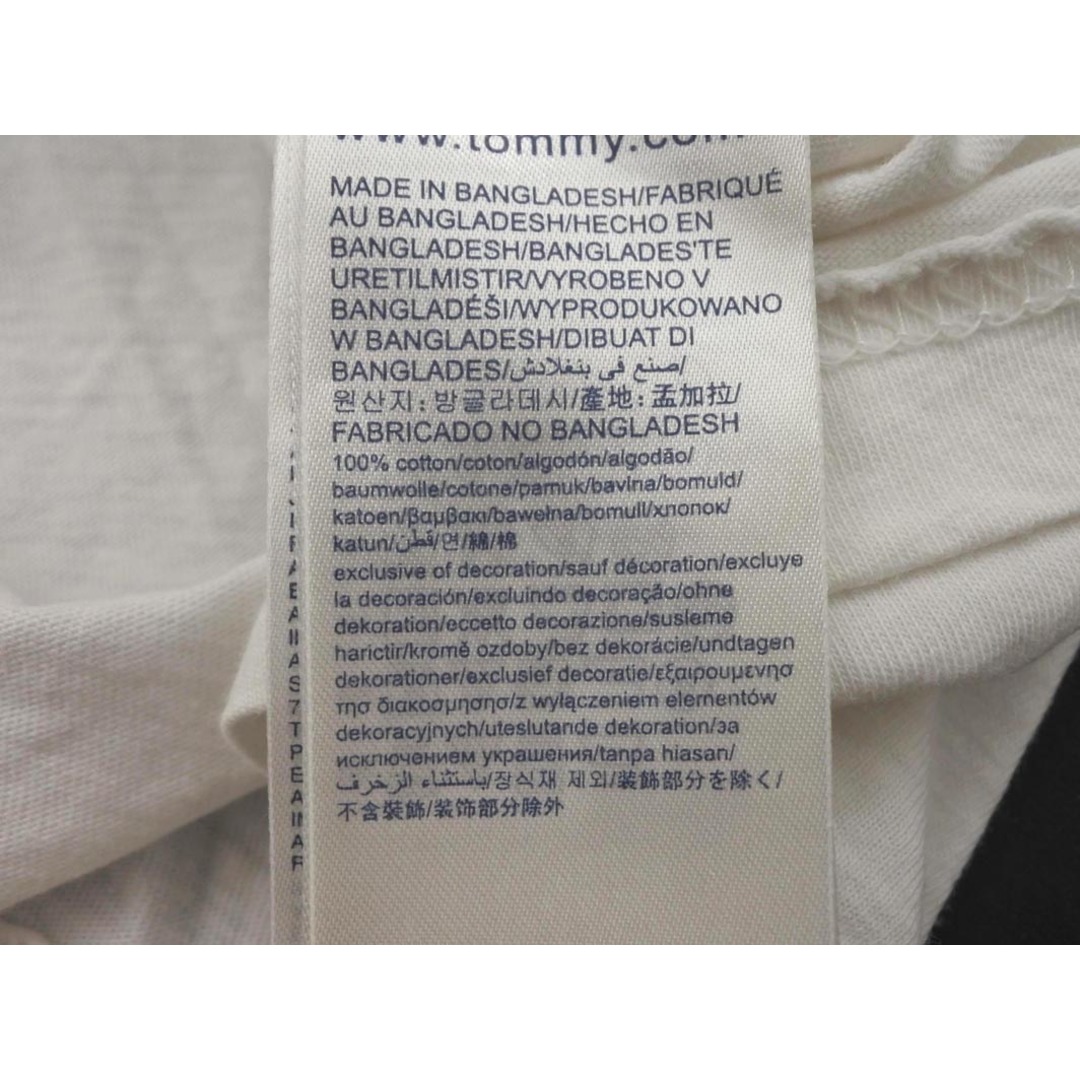 www.tommy.com
MADE IN BANGLADESH/FABRIQUÉ
AU BANGLADESH/HECHO EN
BANGLADESH/BANGLADES'TE
URETILMISTIR/VYROBENO V
BANGLADÉŠI/WYPRODUKOWANO
W BANGLADESH/DIBUAT DI
BANGLADES/صنع في بنغلادش/
원산지: 방글라데시/產地: 孟加拉/
FABRICADO NO BANGLADESH
100% cotton/coton/algodón/algodão/
baumwolle/cotone/pamuk/bavlna/bomuld/
katoen/βαμβακι/bawełna/bomull/хлопок/
katun/قطن/면/綿/棉
exclusive of decoration/sauf décoration/excluye
la decoración/excluindo decoração/ohne
dekoration/eccetto decorazione/susleme
harictir/kromě ozdoby/bez dekorácie/undtagen
dekorationer/exclusief decoratie/εξαιρουμενησ
τησ διακοσμησησ/z wyłączeniem elementów
dekoracyjnych/uteslutande dekoration/за
исключением украшения/tanpa hiasan/
باستثناء الزخرف/장식재 제외/装飾部分を除く/
不含裝飾/装饰部分除外